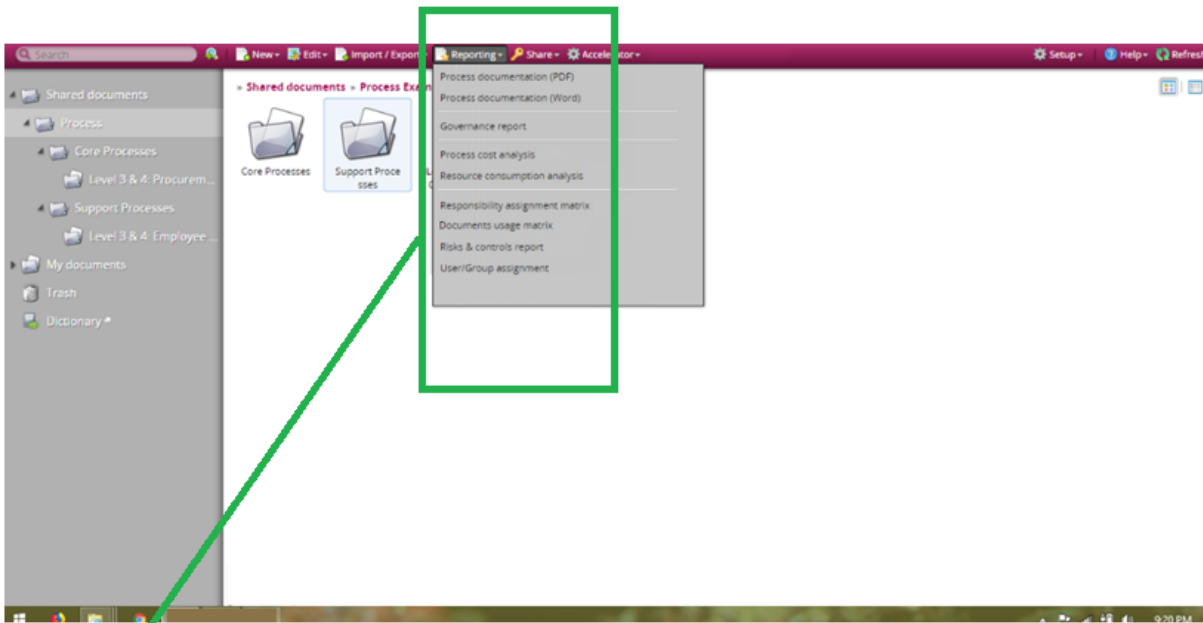 Search New Edit Import / Export Reporting Share Accelerator Setup Help Refresh
Shared documents
Process
Core Processes
Level 3 & 4: Procurem...
Support Processes
Level 3 & 4: Employee ...
My documents
Trash
Dictionary
» Shared documents » Process Exam
Core Processes
Support Proce
sses
Process documentation (PDF)
Process documentation (Word)
Governance report
Process cost analysis
Resource consumption analysis
Responsibility assignment matrix
Documents usage matrix
Risks & controls report
User/Group assignment
9:20 PM